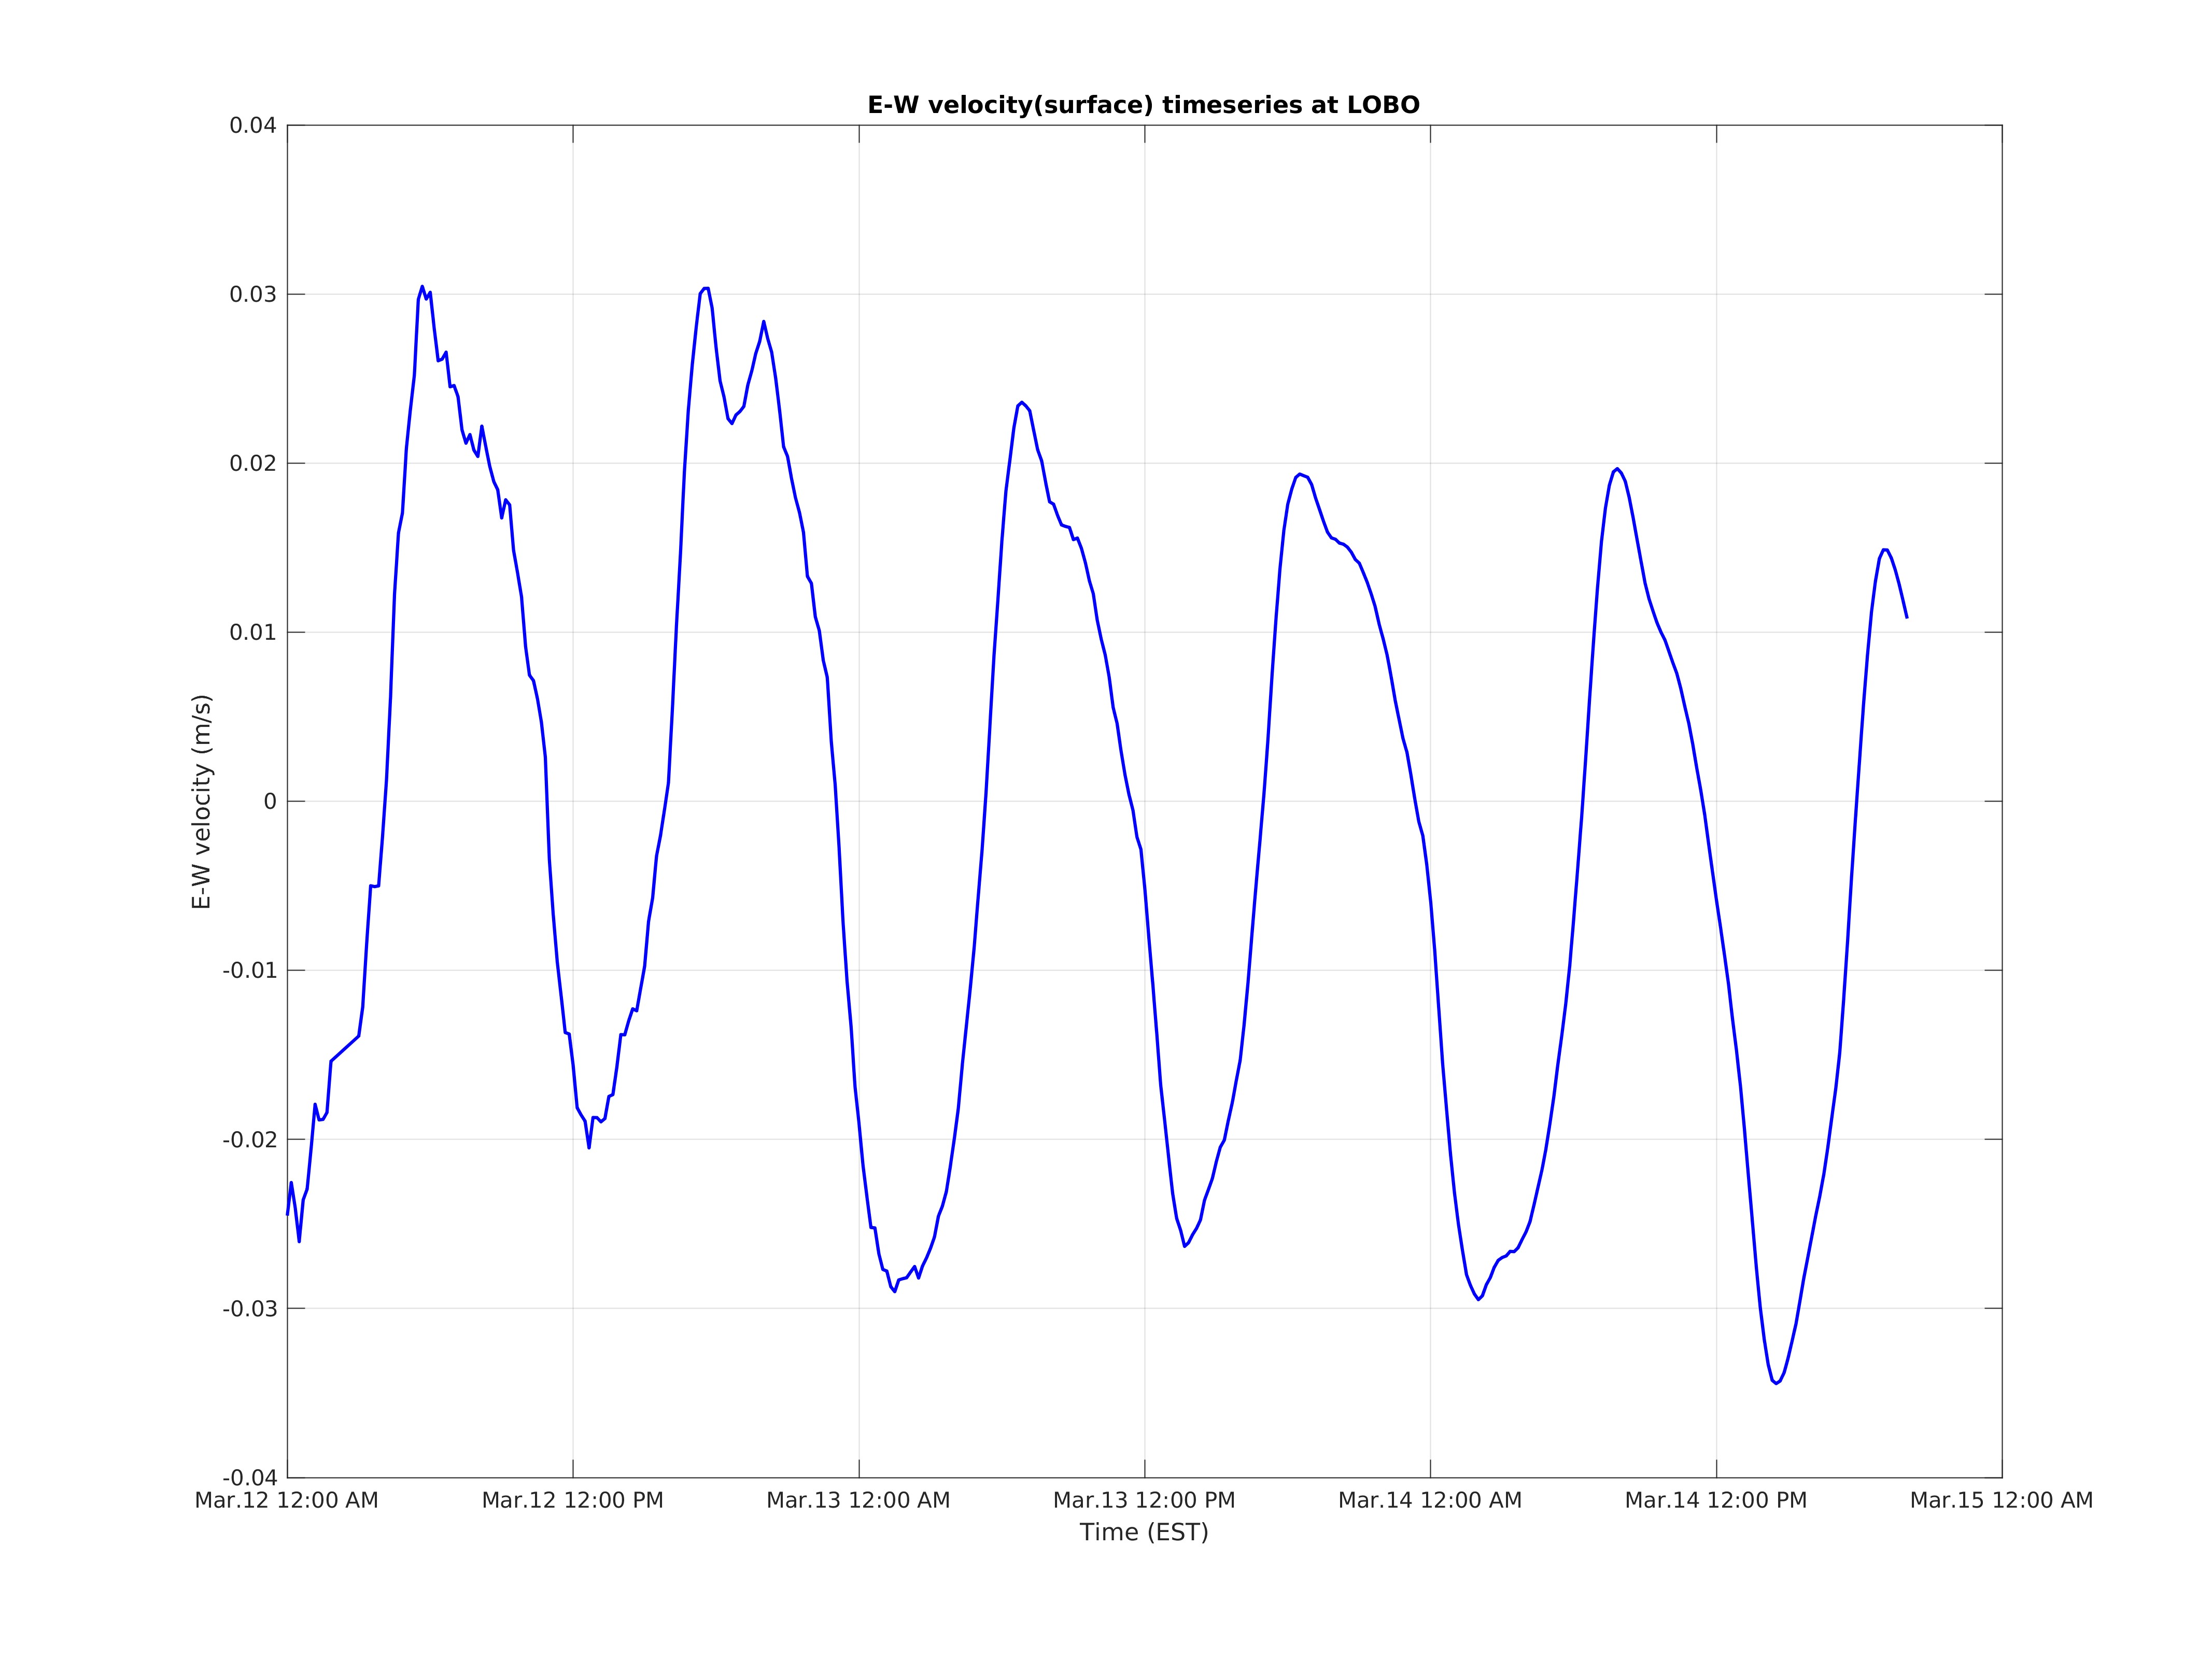 E-W velocity(surface) timeseries at LOBO
0.04
0.03
0.02
0.01
0
-0.01
-0.02
-0.03
-0.04
E-W velocity (m/s)
Mar.12 12:00 AM Mar.12 12:00 PM Mar.13 12:00 AM Mar.13 12:00 PM Mar.14 12:00 AM Mar.14 12:00 PM Mar.15 12:00 AM
Time (EST)